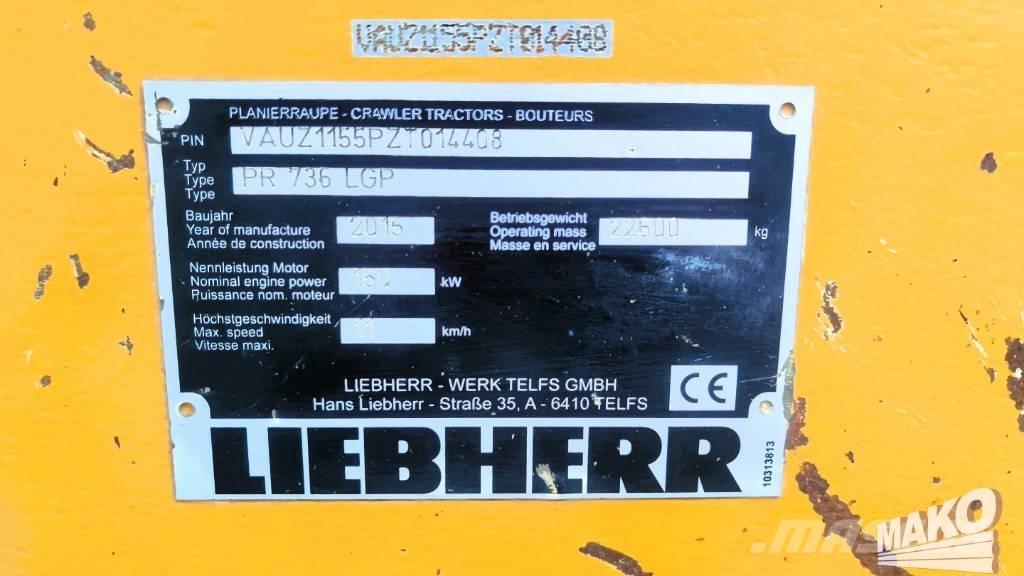 VAUZ1155PZT014408
PLANIERRAUPE - CRAWLER TRACTORS - BOUTEURS
PIN VAUZ1155PZT014408
Typ
Type PR 736 LGP
Type
Baujahr
Year of manufacture 2015
Année de construction
Betriebsgewicht
Operating mass 22500 kg
Masse en service
Nennleistung Motor
Nominal engine power 150 kW
Puissance nom. moteur
Höchstgeschwindigkeit
Max. speed 11 km/h
Vitesse maxi.
LIEBHERR - WERK TELFS GMBH
Hans Liebherr - Straße 35, A - 6410 TELFS
CE
LIEBHERR
10313813
MAKO